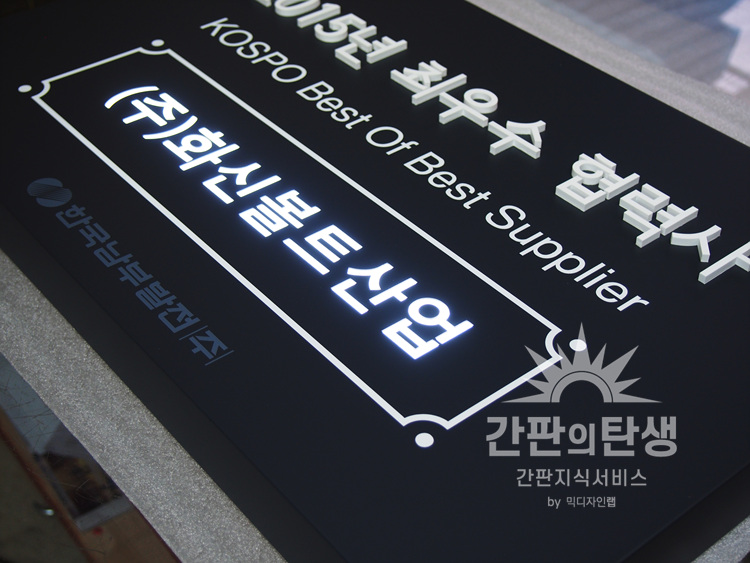 2015년 최우수 협력사
KOSPO Best Of Best Supplier
(주)화신볼트산업
한국남부발전(주)
간판의탄생
간판지식서비스
by 믹디자인랩